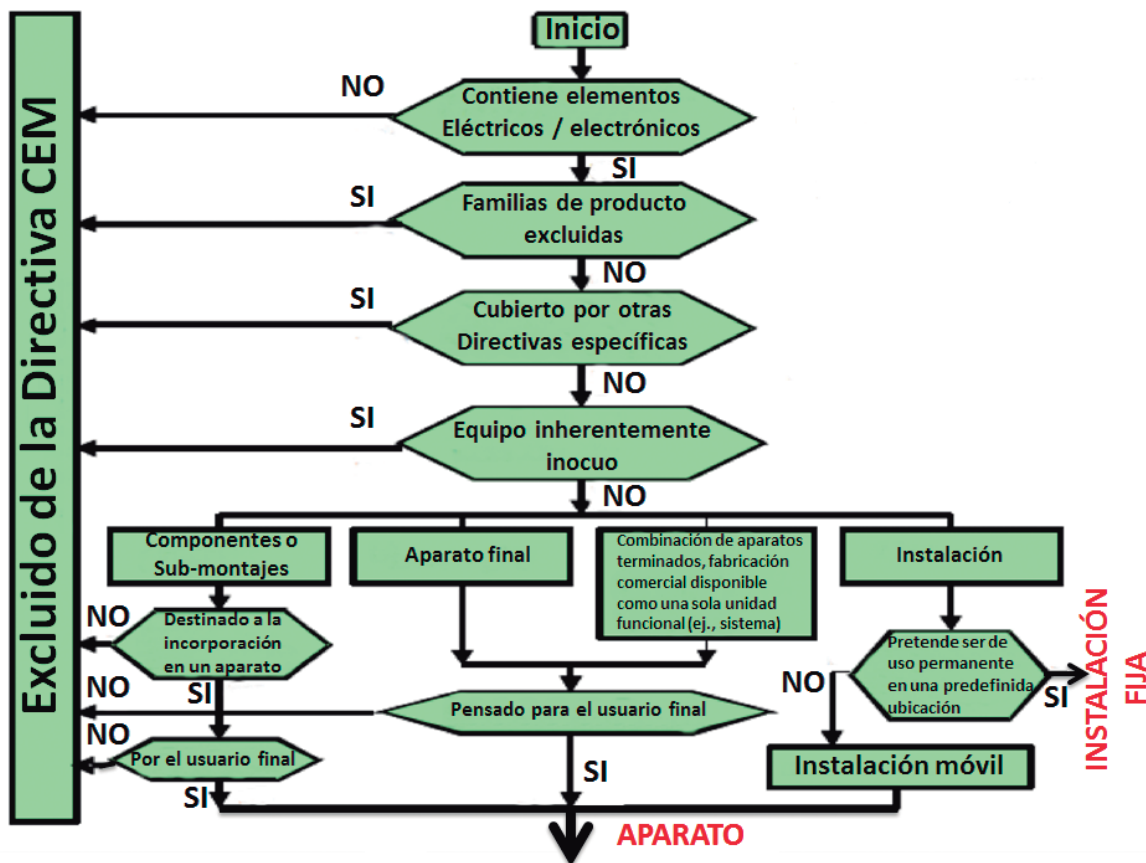 Inicio
NO
Contiene elementos
Eléctricos / electrónicos
SI
SI
Familias de producto
excluidas
NO
SI
Cubierto por otras
Directivas específicas
NO
SI
Equipo inherentemente
inocuo
NO
Excluido de la Directiva CEM
Componentes o
Sub-montajes
Aparato final
Combinación de aparatos
terminados, fabricación
comercial disponible
como una sola unidad
funcional (ej., sistema)
Instalación
NO
Destinado a la
incorporación
en un aparato
SI
NO
Pensado para el usuario final
SI
NO
Por el usuario final
SI
Pretende ser de
uso permanente
en una predefinida
ubicación
NO
SI
INSTALACIÓN
FIJA
Instalación móvil
APARATO